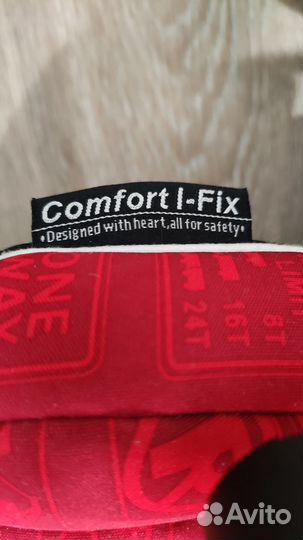 Comfort I-Fix
•Designed with heart,all for safety•
ONE
WAY
8T
16T
24T
Avito